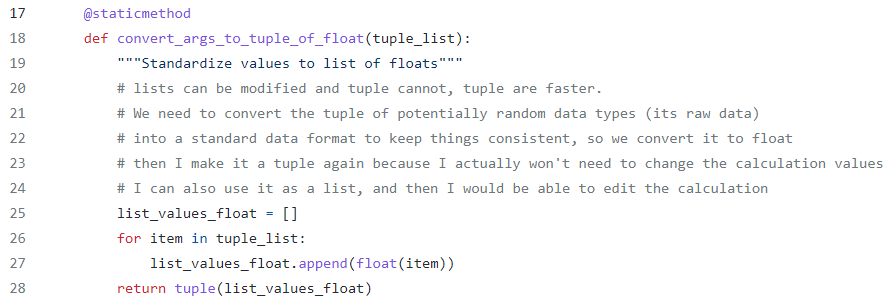 17 @staticmethod
18 def convert_args_to_tuple_of_float(tuple_list):
19 """Standardize values to list of floats"""
20 # lists can be modified and tuple cannot, tuple are faster.
21 # We need to convert the tuple of potentially random data types (its raw data)
22 # into a standard data format to keep things consistent, so we convert it to float
23 # then I make it a tuple again because I actually won't need to change the calculation values
24 # I can also use it as a list, and then I would be able to edit the calculation
25 list_values_float = []
26 for item in tuple_list:
27 list_values_float.append(float(item))
28 return tuple(list_values_float)